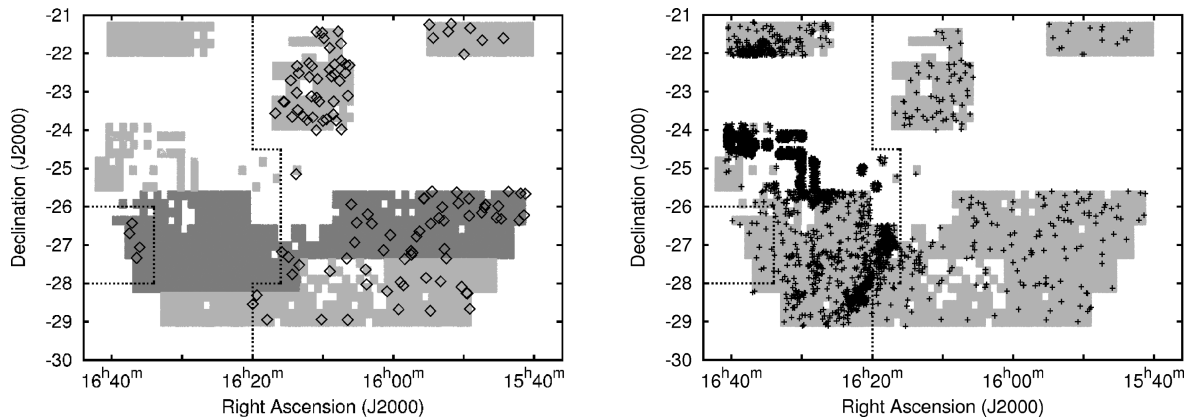 -21
-22
-23
-24
-25
-26
-27
-28
-29
-30
Declination (J2000)
16ʰ40ᵐ
16ʰ20ᵐ
16ʰ00ᵐ
15ʰ40ᵐ
Right Ascension (J2000)
-21
-22
-23
-24
-25
-26
-27
-28
-29
-30
Declination (J2000)
16ʰ40ᵐ
16ʰ20ᵐ
16ʰ00ᵐ
15ʰ40ᵐ
Right Ascension (J2000)